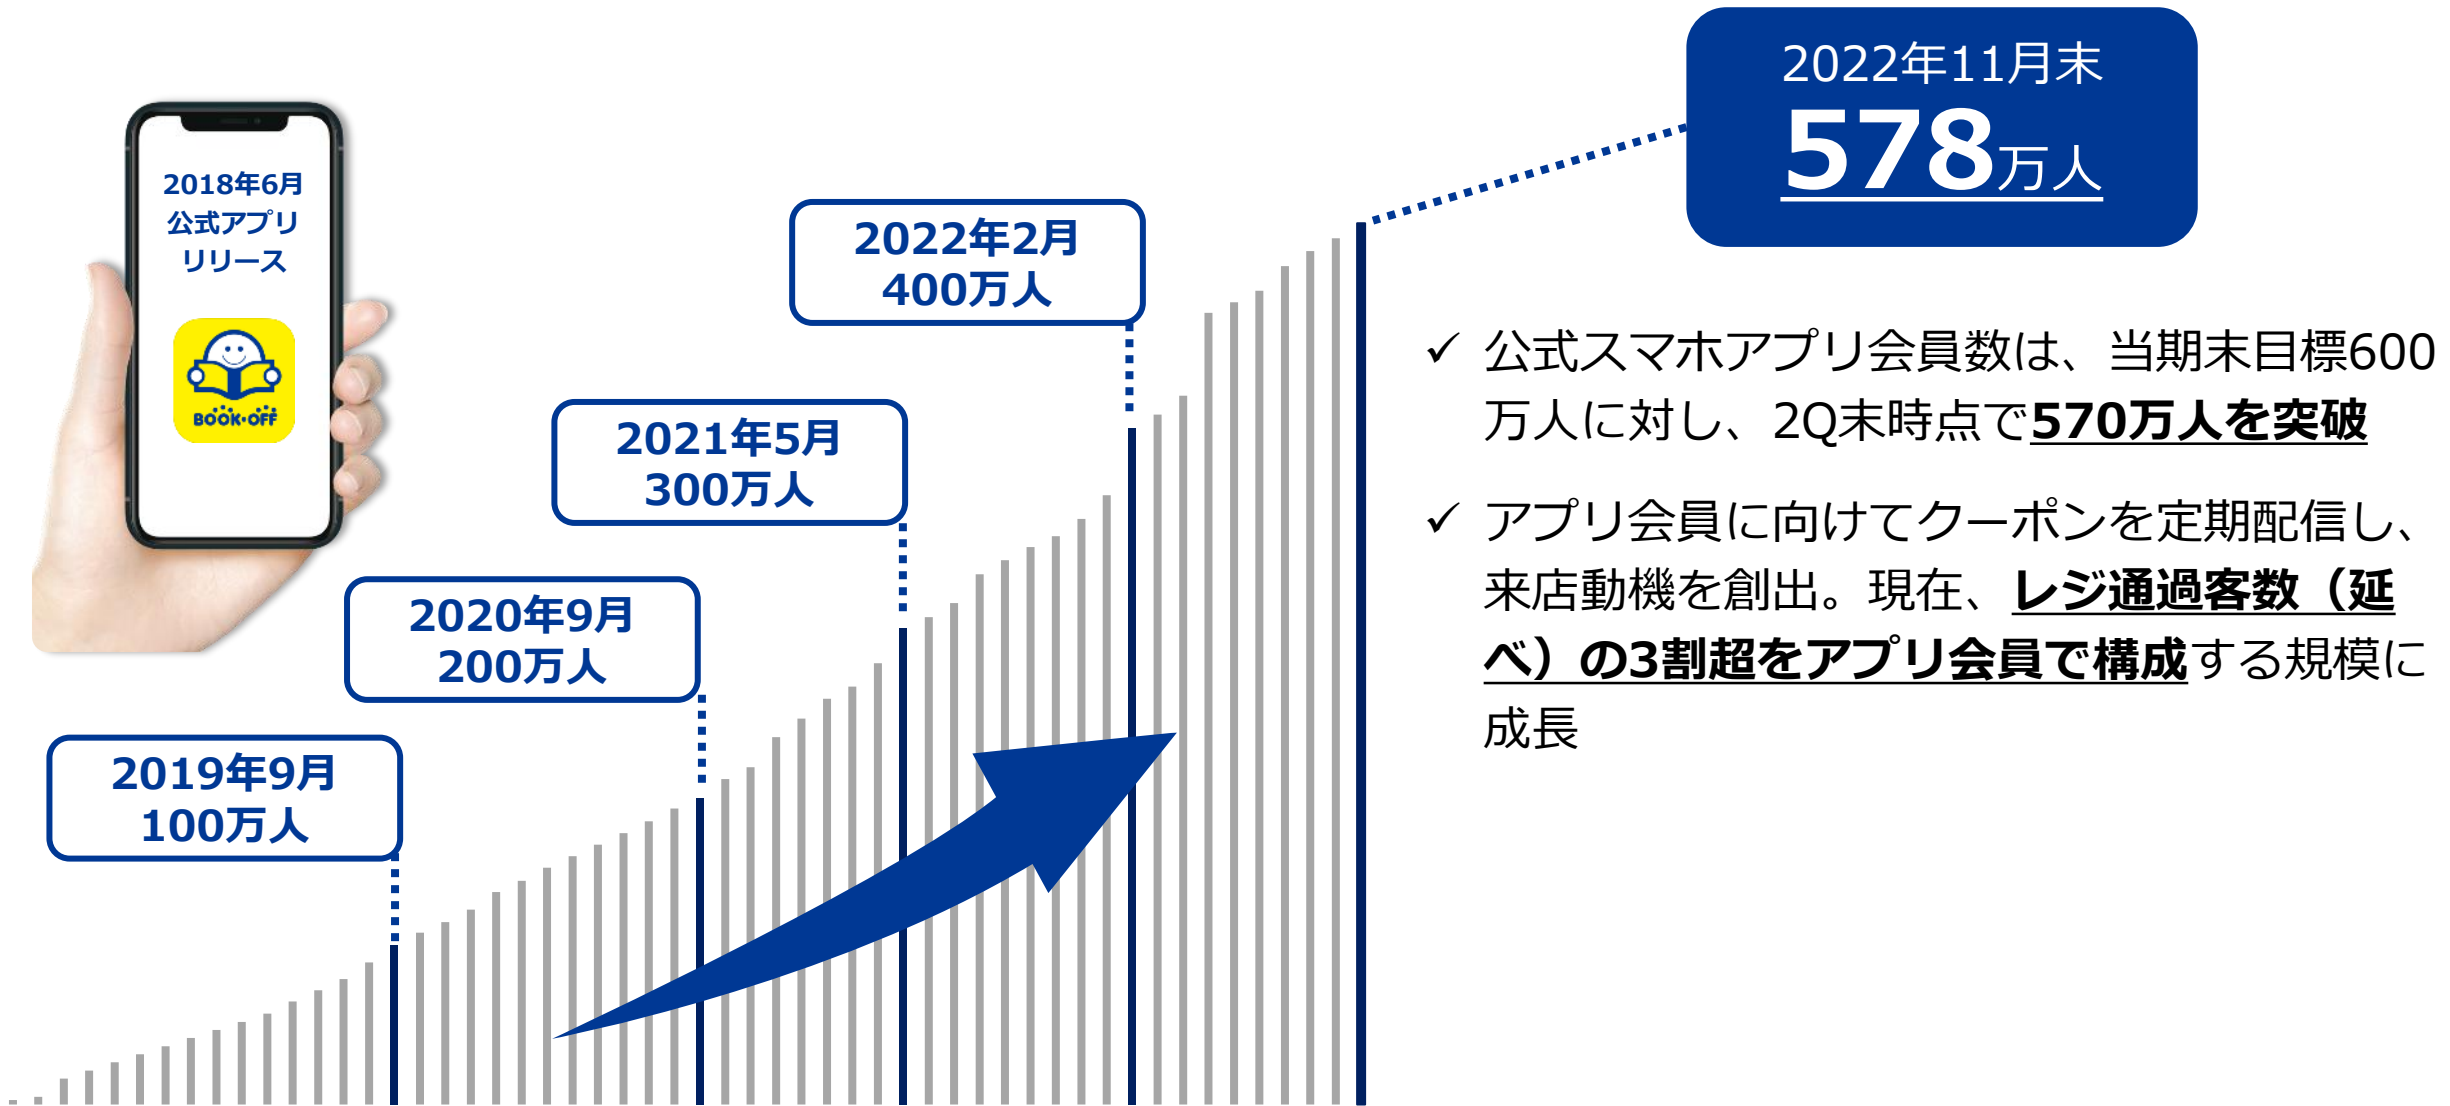 2022年11月末
578万人
2018年6月
公式アプリ
リリース
BOOK・OFF
2022年2月
400万人
2021年5月
300万人
2020年9月
200万人
2019年9月
100万人
✓ 公式スマホアプリ会員数は、当期末目標600
万人に対し、2Q末時点で570万人を突破
✓ アプリ会員に向けてクーポンを定期配信し、
来店動機を創出。現在、レジ通過客数（延
べ）の3割超をアプリ会員で構成する規模に
成長